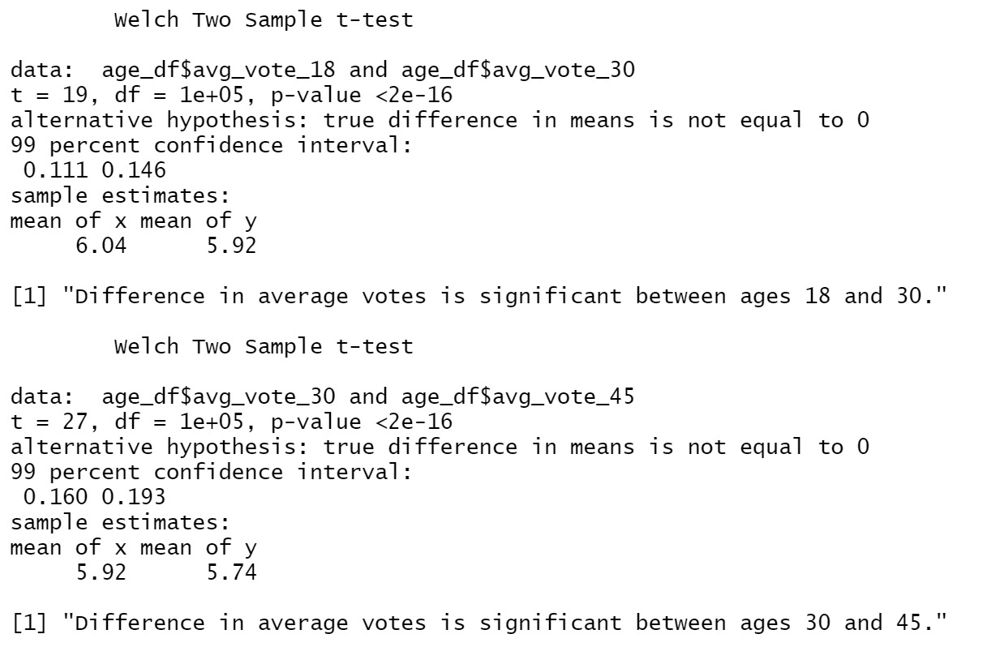 Welch Two Sample t-test
data:  age_df$avg_vote_18 and age_df$avg_vote_30
t = 19, df = 1e+05, p-value <2e-16
alternative hypothesis: true difference in means is not equal to 0
99 percent confidence interval:
0.111 0.146
sample estimates:
mean of x mean of y
6.04      5.92
[1] "Difference in average votes is significant between ages 18 and 30."
Welch Two Sample t-test
data:  age_df$avg_vote_30 and age_df$avg_vote_45
t = 27, df = 1e+05, p-value <2e-16
alternative hypothesis: true difference in means is not equal to 0
99 percent confidence interval:
0.160 0.193
sample estimates:
mean of x mean of y
5.92      5.74
[1] "Difference in average votes is significant between ages 30 and 45."